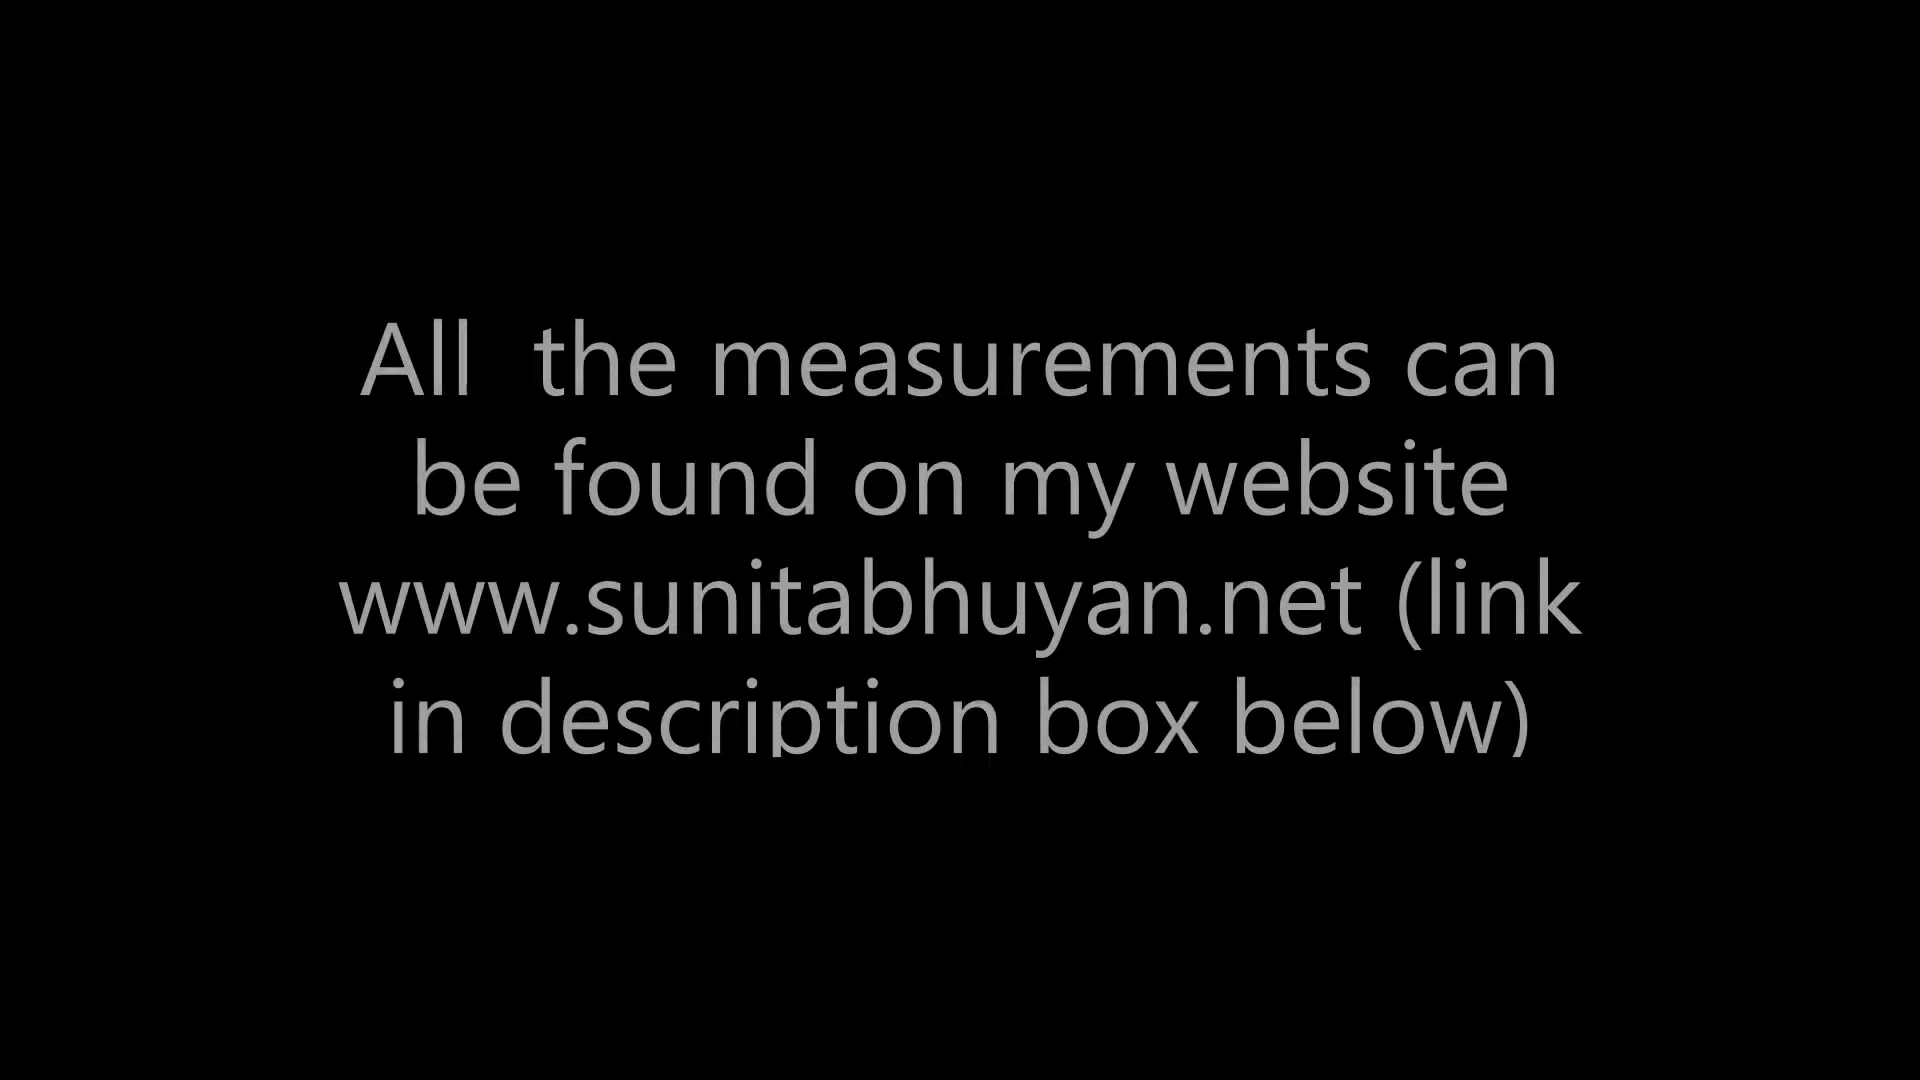 All  the measurements can
be found on my website
www.sunitabhuyan.net (link
in description box below)